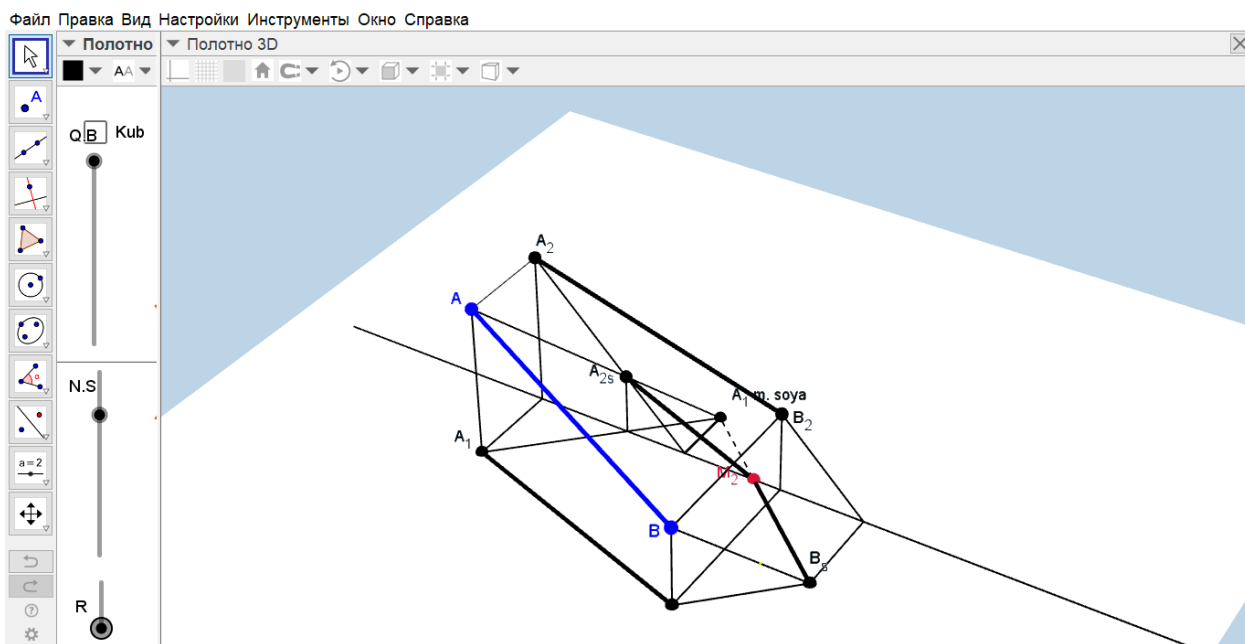 Файл Правка Вид Настройки Инструменты Окно Справка
Полотно
Полотно 3D
AA
A
Q.B
Kub
N.S
α
a = 2
R
A₂
A
A₂s
A₁ m. soya
B₂
A₁
M₂
B
Bₛ